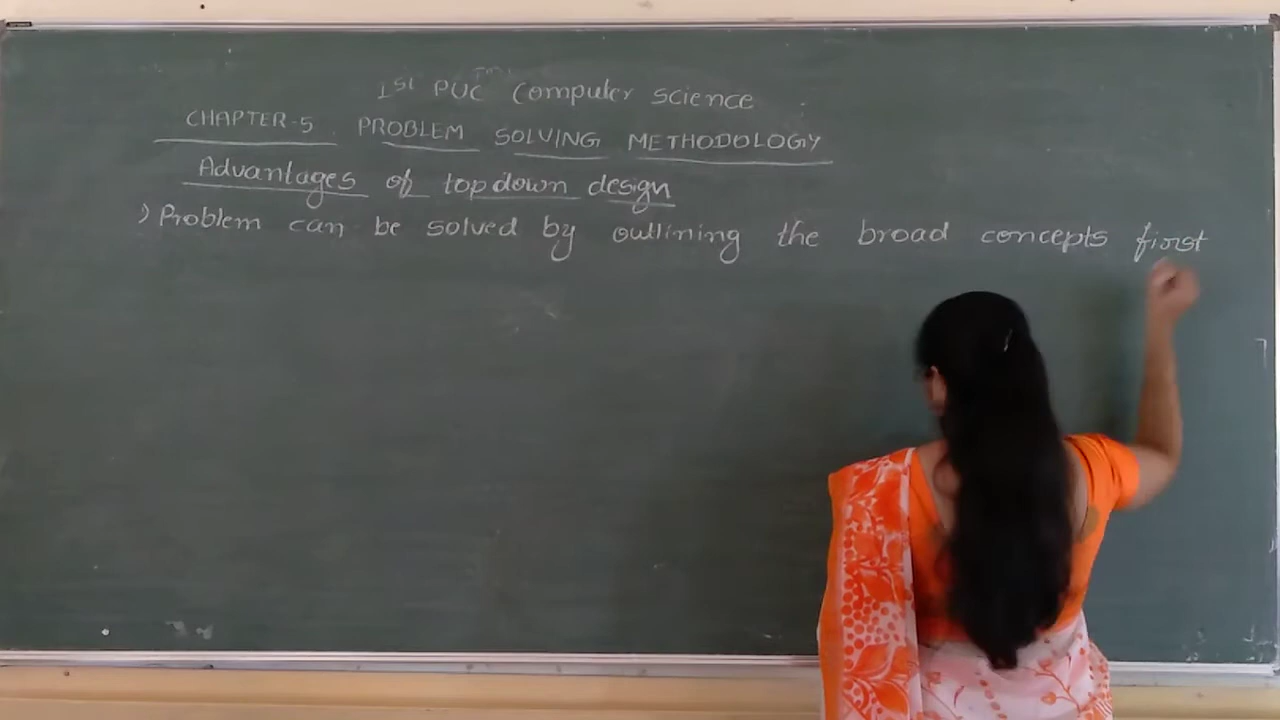 1st PUC Computer science
CHAPTER-5 PROBLEM SOLVING METHODOLOGY
Advantages of topdown design
) Problem can be solved by outlining the broad concepts first